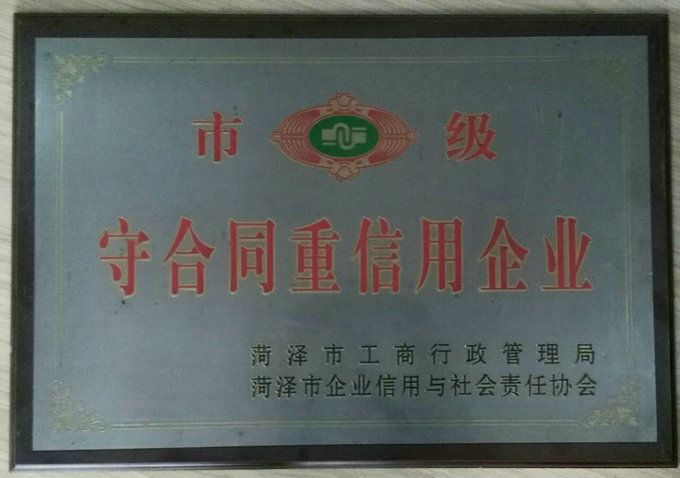 市 级
守合同重信用企业
菏泽市工商行政管理局
菏泽市企业信用与社会责任协会